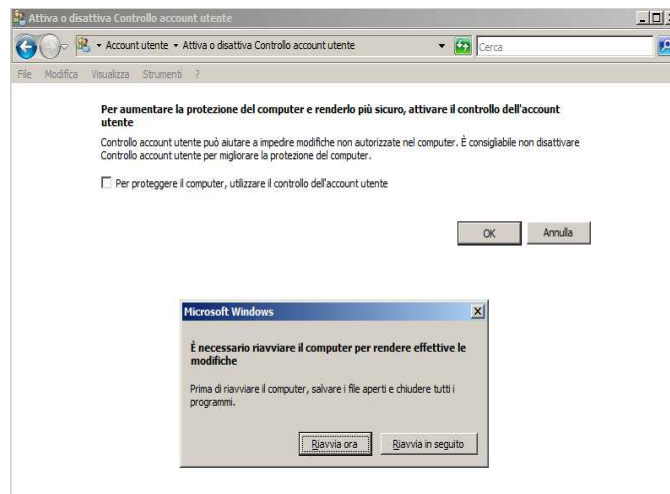 Attiva o disattiva Controllo account utente
Account utente Attiva o disattiva Controllo account utente Cerca
File Modifica Visualizza Strumenti ?
Per aumentare la protezione del computer e renderlo più sicuro, attivare il controllo dell'account
utente
Controllo account utente può aiutare a impedire modifiche non autorizzate nel computer. È consigliabile non disattivare
Controllo account utente per migliorare la protezione del computer.
Per proteggere il computer, utilizzare il controllo dell'account utente
OK Annulla
Microsoft Windows
È necessario riavviare il computer per rendere effettive le
modifiche
Prima di riavviare il computer, salvare i file aperti e chiudere tutti i
programmi.
Riavvia ora Riavvia in seguito